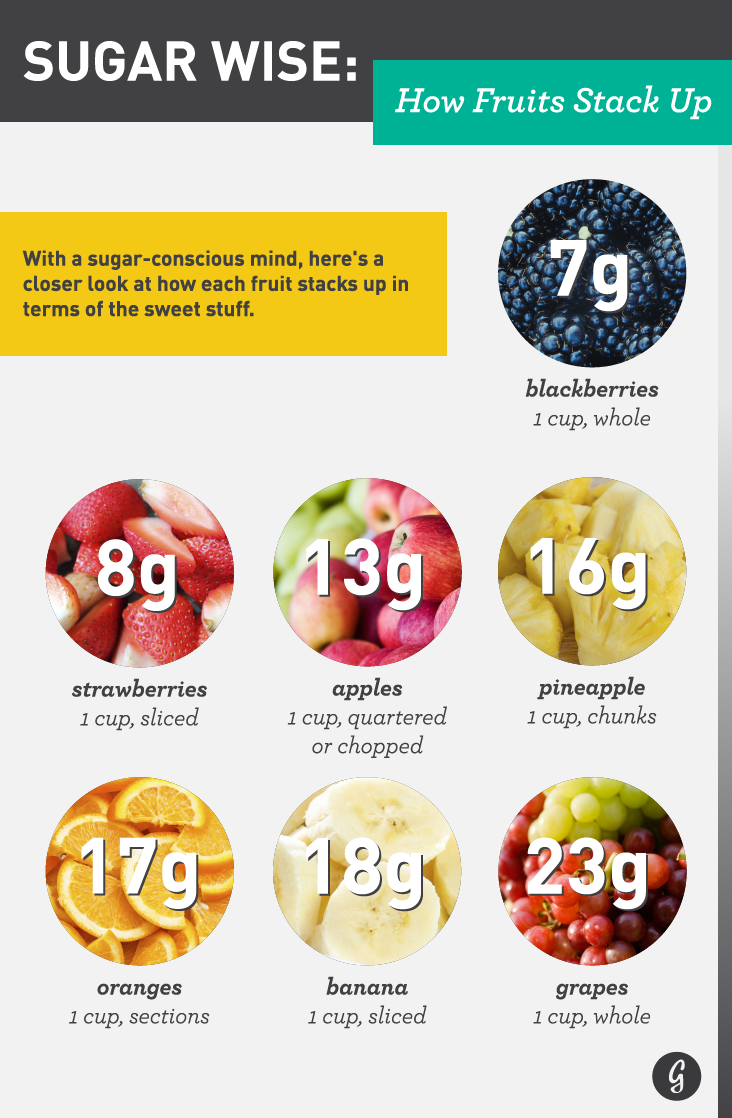 SUGAR WISE:
How Fruits Stack Up
With a sugar-conscious mind, here's a
closer look at how each fruit stacks up in
terms of the sweet stuff.
7g
blackberries
1 cup, whole
8g
strawberries
1 cup, sliced
13g
apples
1 cup, quartered
or chopped
16g
pineapple
1 cup, chunks
17g
oranges
1 cup, sections
18g
banana
1 cup, sliced
23g
grapes
1 cup, whole
G